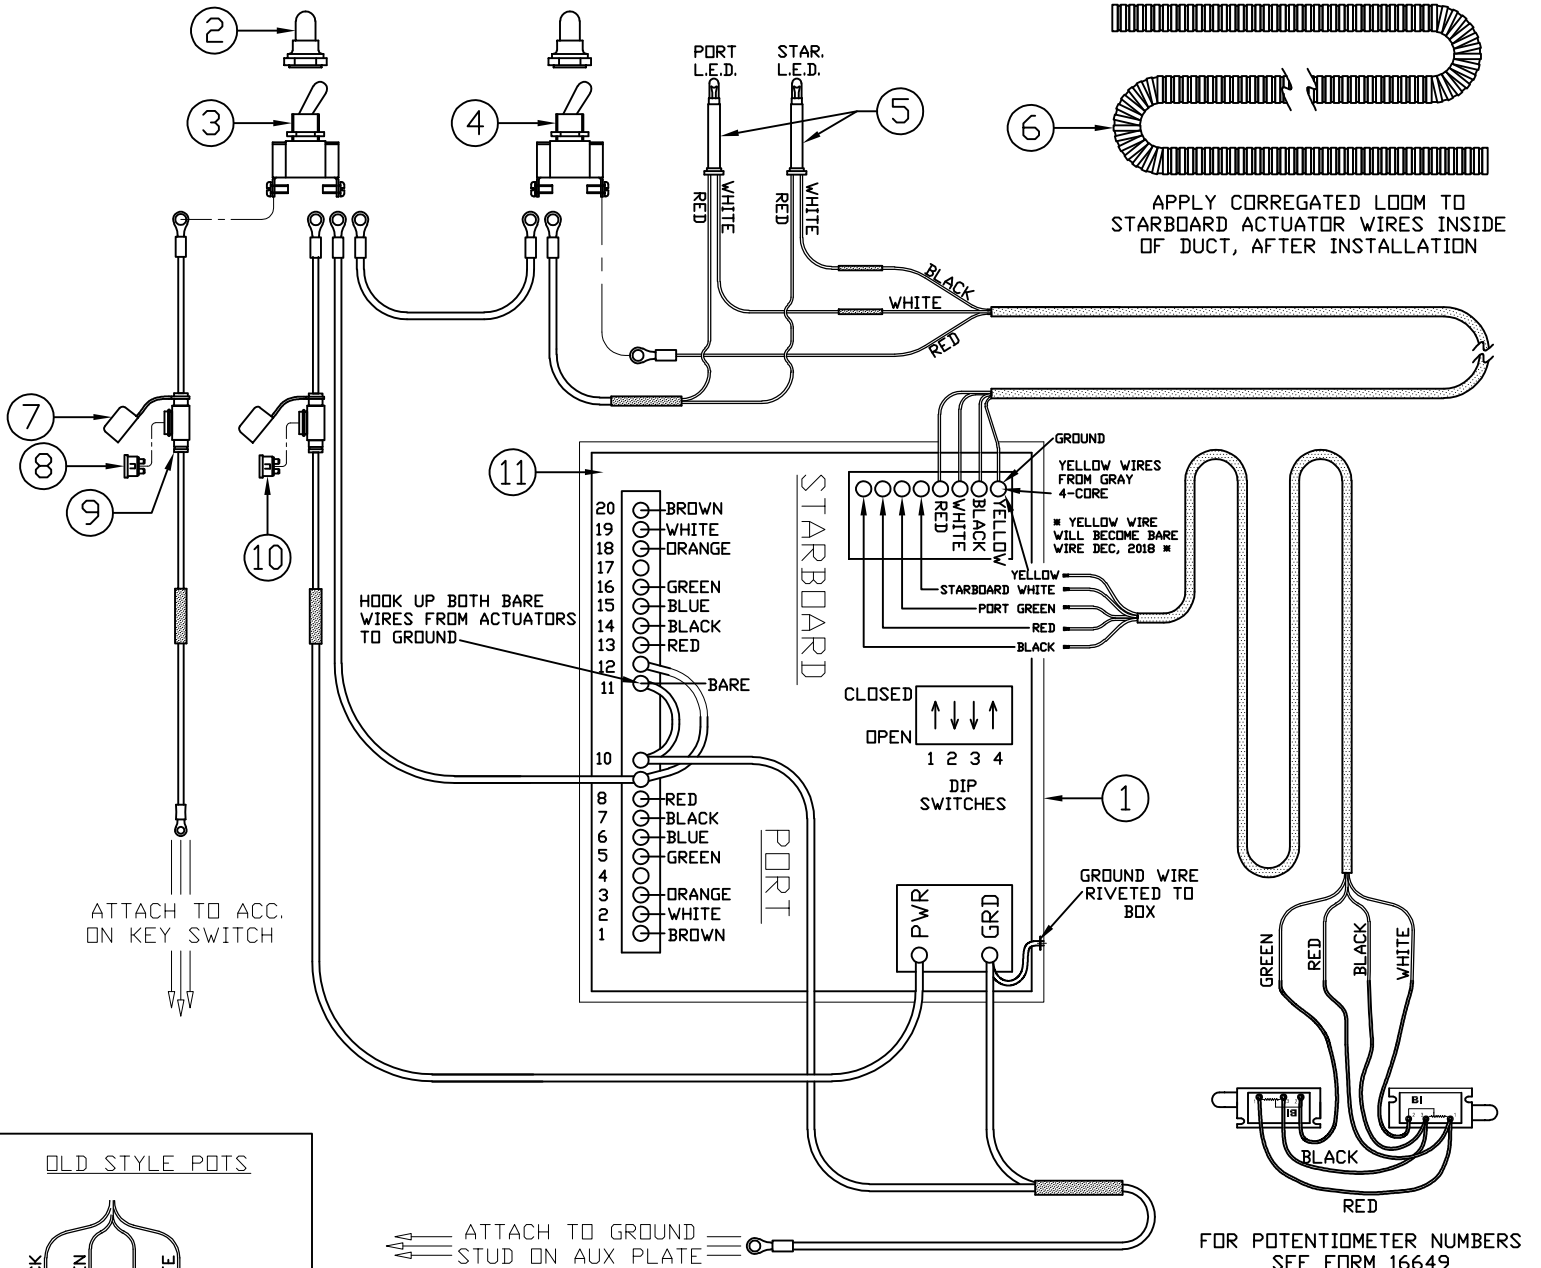 2
3
4
PORT
L.E.D.
STAR.
L.E.D.
5
6
APPLY CORREGATED LOOM TO
STARBOARD ACTUATOR WIRES INSIDE
OF DUCT, AFTER INSTALLATION
RED
WHITE
RED
WHITE
BLACK
WHITE
RED
7
8
9
10
11
STARBOARD
GROUND
YELLOW WIRES
FROM GRAY
4-CORE
* YELLOW WIRE
WILL BECOME BARE
WIRE DEC, 2018 *
RED
WHITE
BLACK
YELLOW
YELLOW
STARBOARD WHITE
PORT GREEN
RED
BLACK
20 BROWN
19 WHITE
18 ORANGE
17
16 GREEN
15 BLUE
14 BLACK
13 RED
12
11 BARE
10
8 RED
7 BLACK
6 BLUE
5 GREEN
4
3 ORANGE
2 WHITE
1 BROWN
HOOK UP BOTH BARE
WIRES FROM ACTUATORS
TO GROUND
CLOSED
OPEN
1 2 3 4
DIP
SWITCHES
1
PORT
PWR
GRD
GROUND WIRE
RIVETED TO
BOX
ATTACH TO ACC.
ON KEY SWITCH
GREEN
RED
BLACK
WHITE
BI
BI
BLACK
RED
FOR POTENTIOMETER NUMBERS
SEE FORM 16649
OLD STYLE POTS
ATTACH TO GROUND
STUD ON AUX PLATE